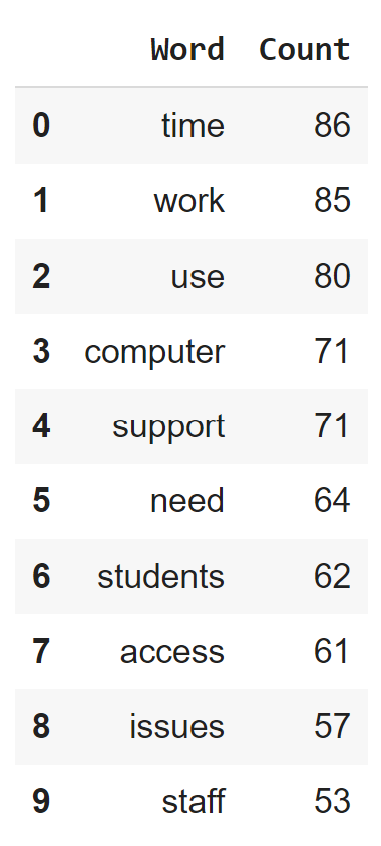 Word Count
0 time 86
1 work 85
2 use 80
3 computer 71
4 support 71
5 need 64
6 students 62
7 access 61
8 issues 57
9 staff 53